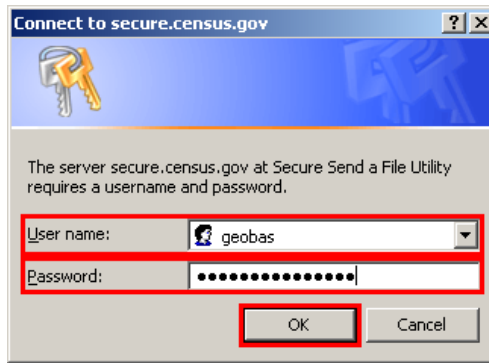 Connect to secure.census.gov
The server secure.census.gov at Secure Send a File Utility
requires a username and password.
User name:
geobas
Password:
•••••••••••••••
OK
Cancel